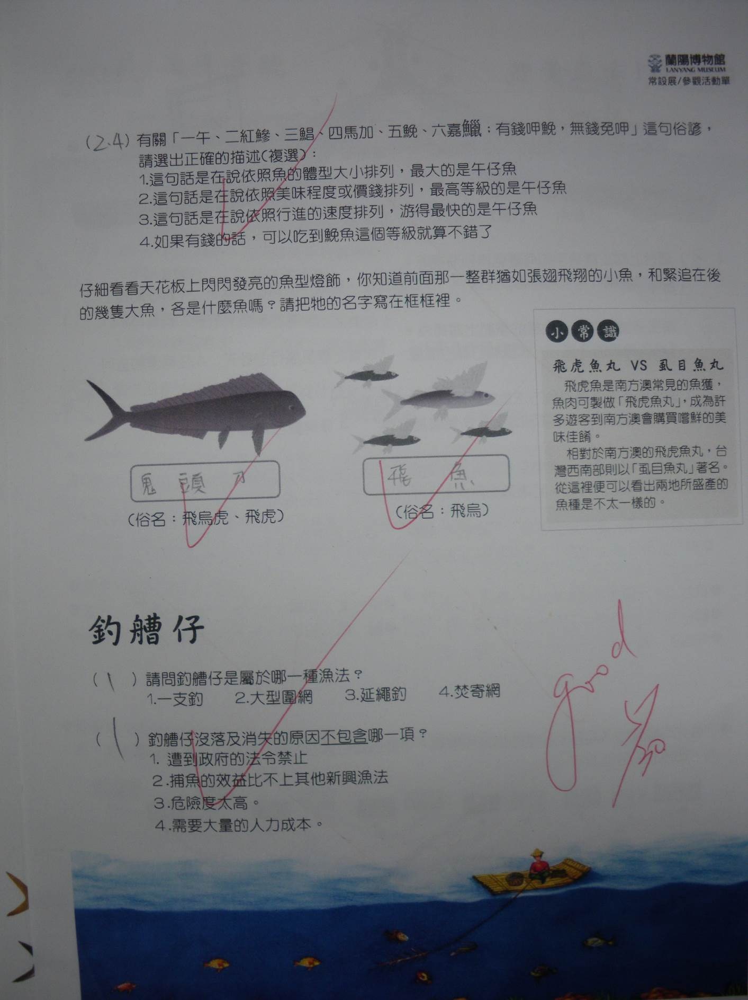 蘭陽博物館
LANYANG MUSEUM
常設展/參觀活動單
(2.4)有關「一午、二紅鰺、三鯧、四馬加、五鮸、六嘉鱲；有錢呷鮸，無錢免呷」這句俗諺，
請選出正確的描述(複選)：
1.這句話是在說依照魚的體型大小排列，最大的是午仔魚
2.這句話是在說依照美味程度或價錢排列，最高等級的是午仔魚
3.這句話是在說依照行進的速度排列，游得最快的是午仔魚
4.如果有錢的話，可以吃到鮸魚這個等級就算不錯了
仔細看看天花板上閃閃發亮的魚型燈飾，你知道前面那一整群猶如張翅飛翔的小魚，和緊追在後
的幾隻大魚，各是什麼魚嗎？請把牠的名字寫在框框裡。
鬼頭刀
(俗名：飛烏虎、飛虎)
飛魚
(俗名：飛烏)
小常識
飛虎魚丸 VS 虱目魚丸
飛虎魚是南方澳常見的魚獲，
魚肉可製做「飛虎魚丸」，成為許
多遊客到南方澳會購買嚐鮮的美
味佳餚。
相對於南方澳的飛虎魚丸，台
灣西南部則以「虱目魚丸」著名。
從這裡便可以看出兩地所盛產的
魚種是不太一樣的。
釣艚仔
(1)請問釣艚仔是屬於哪一種漁法？
1.一支釣 2.大型圍網 3.延繩釣 4.焚寄網
(1)釣艚仔沒落及消失的原因不包含哪一項？
1. 遭到政府的法令禁止
2.捕魚的效益比不上其他新興漁法
3.危險度太高。
4.需要大量的人力成本。
good